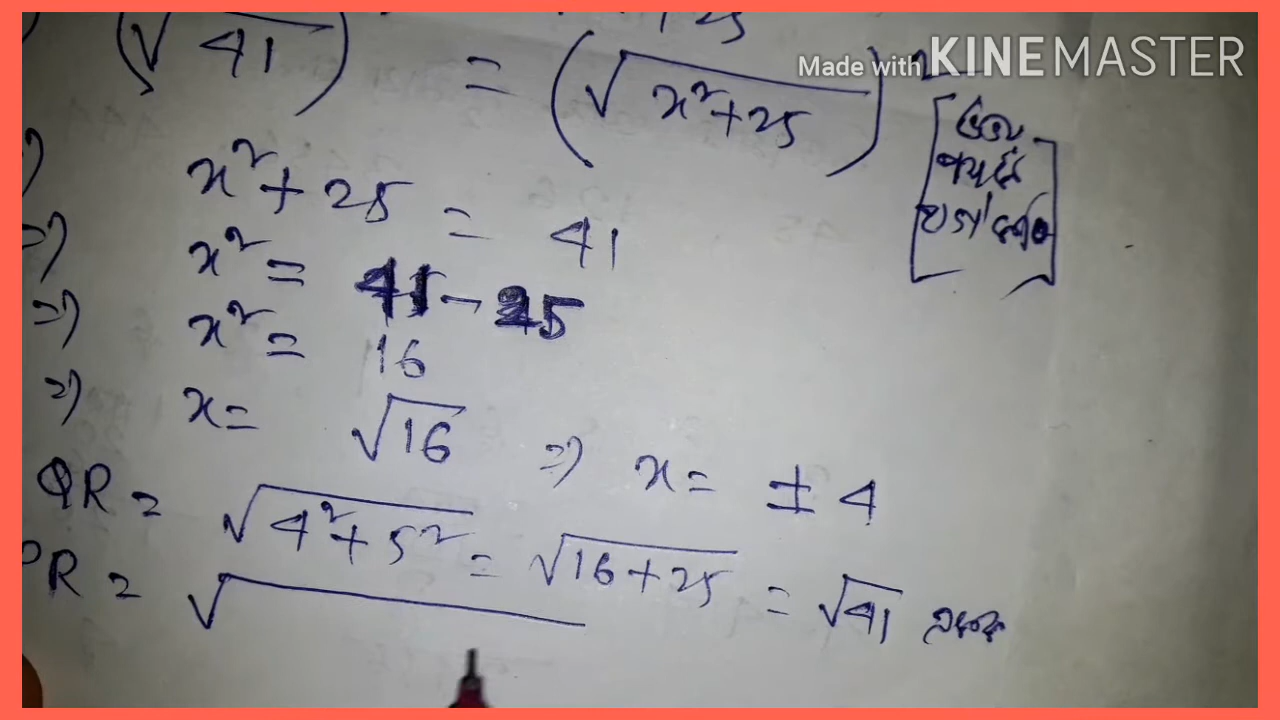 (√41)² = (√x²+25)²
Made with KINEMASTER
x²+25 = 41
=> x² = 41-25
=> x² = 16
=> x = √16 => x = ±4
QR = √4²+5² = √16+25 = √41 ଏକକ
PR = √